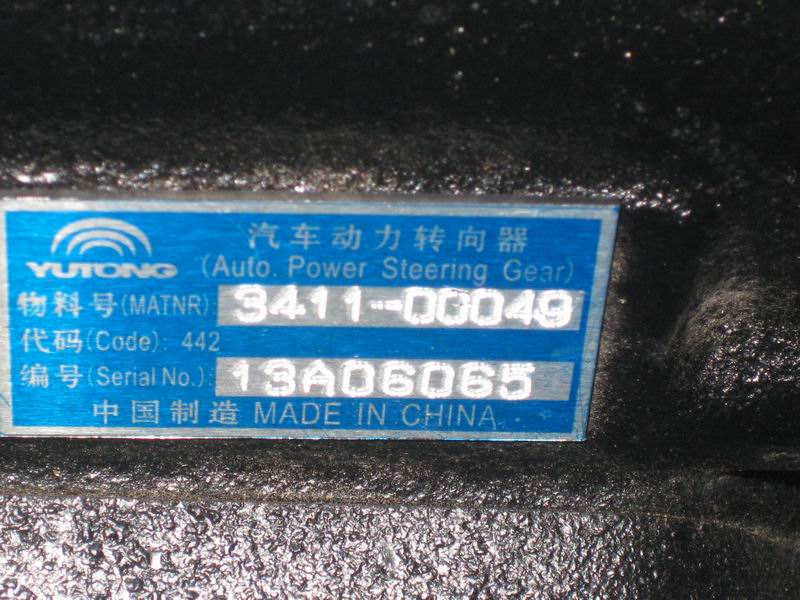 汽车动力转向器
YUTONG
(Auto. Power Steering Gear)
物料号(MATNR) 3411-00049
代码(Code): 442
编号(Serial No.): 13A06065
中国制造 MADE IN CHINA